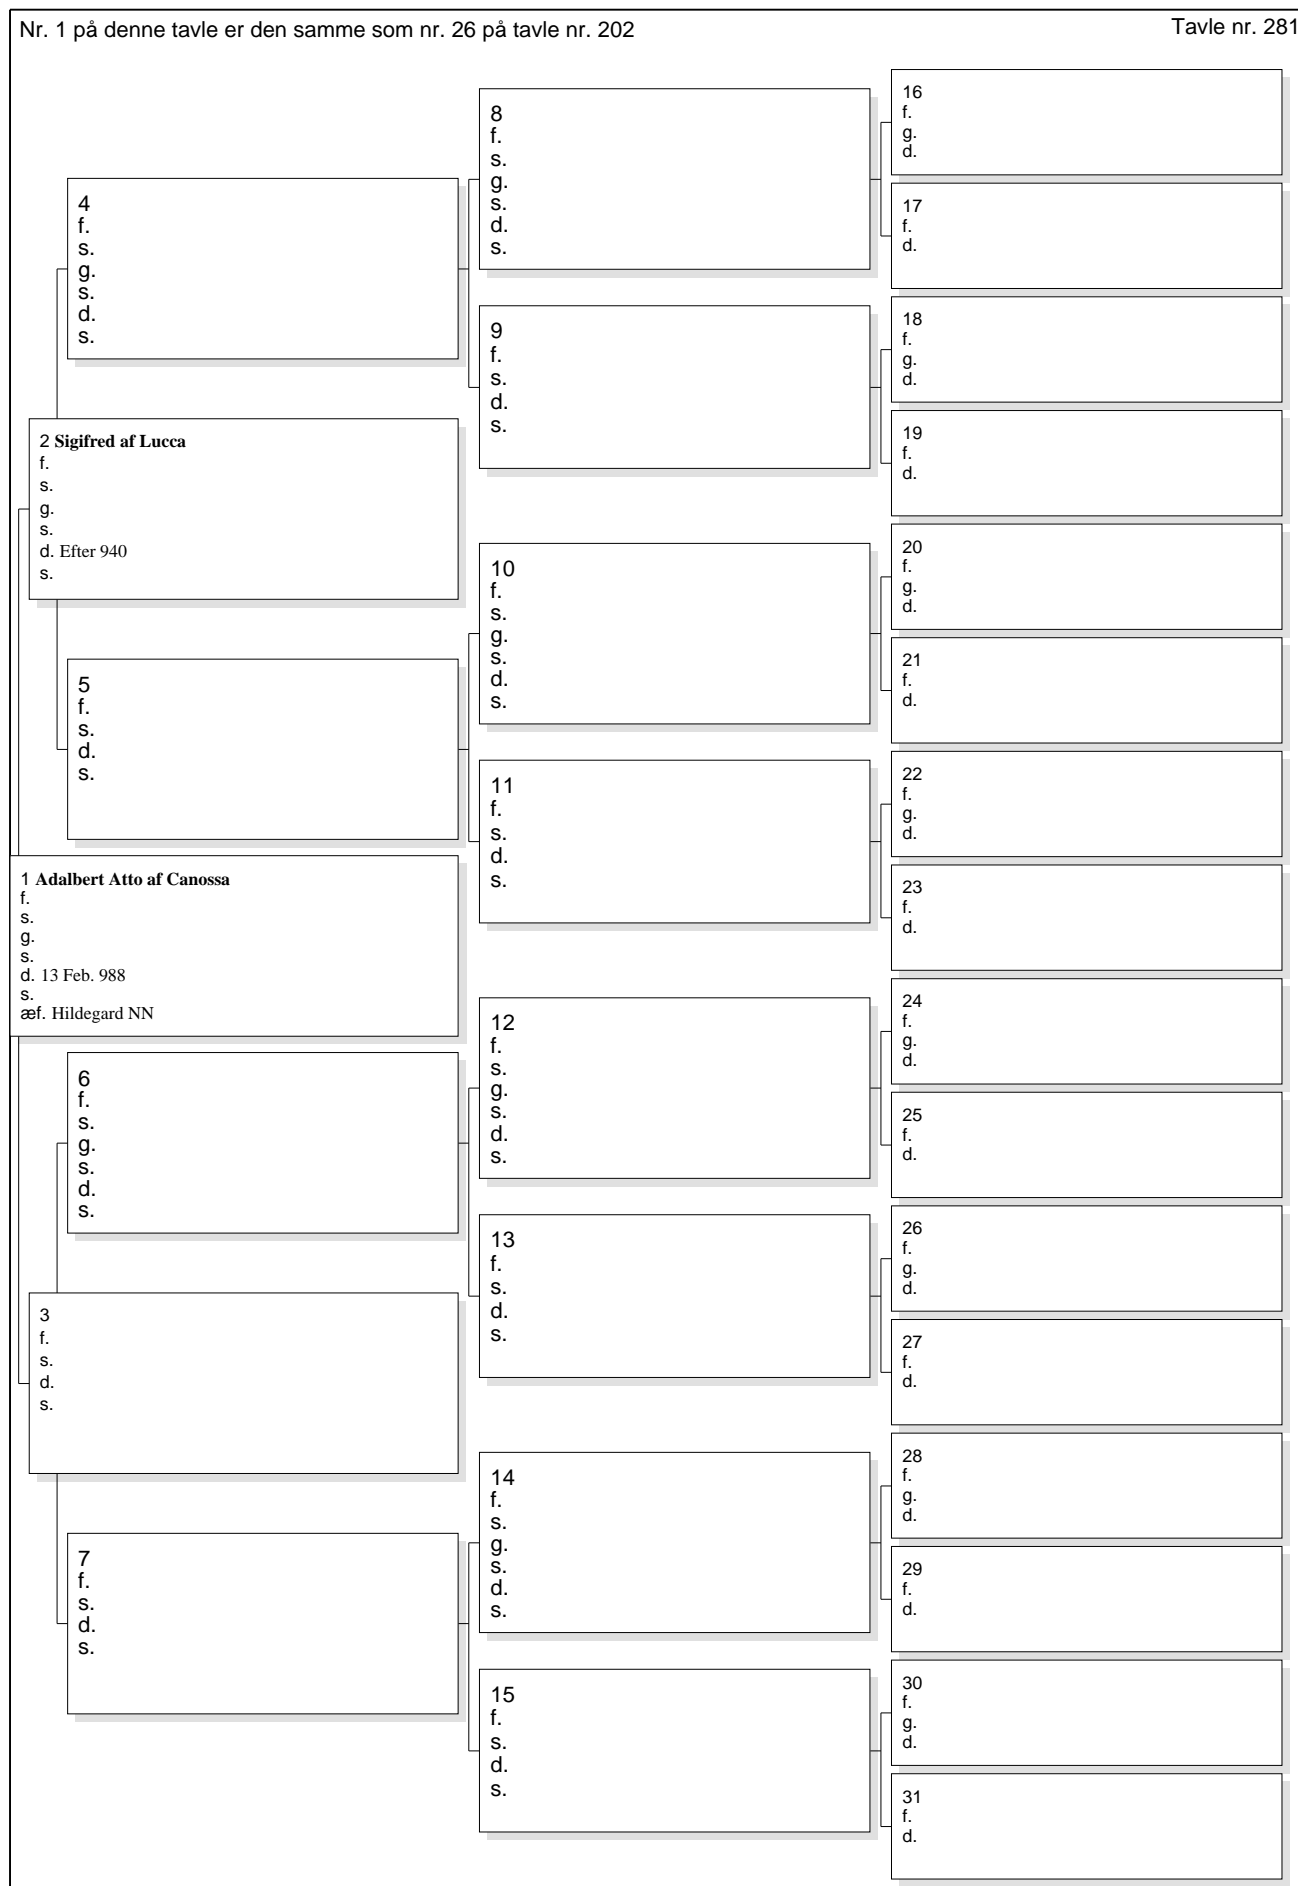 Nr. 1 på denne tavle er den samme som nr. 26 på tavle nr. 202
Tavle nr. 281
4
f.
s.
g.
s.
d.
s.
2 Sigifred af Lucca
f.
s.
g.
s.
d. Efter 940
s.
5
f.
s.
d.
s.
1 Adalbert Atto af Canossa
f.
s.
g.
s.
d. 13 Feb. 988
s.
æf. Hildegard NN
6
f.
s.
g.
s.
d.
s.
3
f.
s.
d.
s.
7
f.
s.
d.
s.
8
f.
s.
g.
s.
d.
s.
9
f.
s.
d.
s.
10
f.
s.
g.
s.
d.
s.
11
f.
s.
d.
s.
12
f.
s.
g.
s.
d.
s.
13
f.
s.
d.
s.
14
f.
s.
g.
s.
d.
s.
15
f.
s.
d.
s.
16
f.
g.
d.
17
f.
d.
18
f.
g.
d.
19
f.
d.
20
f.
g.
d.
21
f.
d.
22
f.
g.
d.
23
f.
d.
24
f.
g.
d.
25
f.
d.
26
f.
g.
d.
27
f.
d.
28
f.
g.
d.
29
f.
d.
30
f.
g.
d.
31
f.
d.